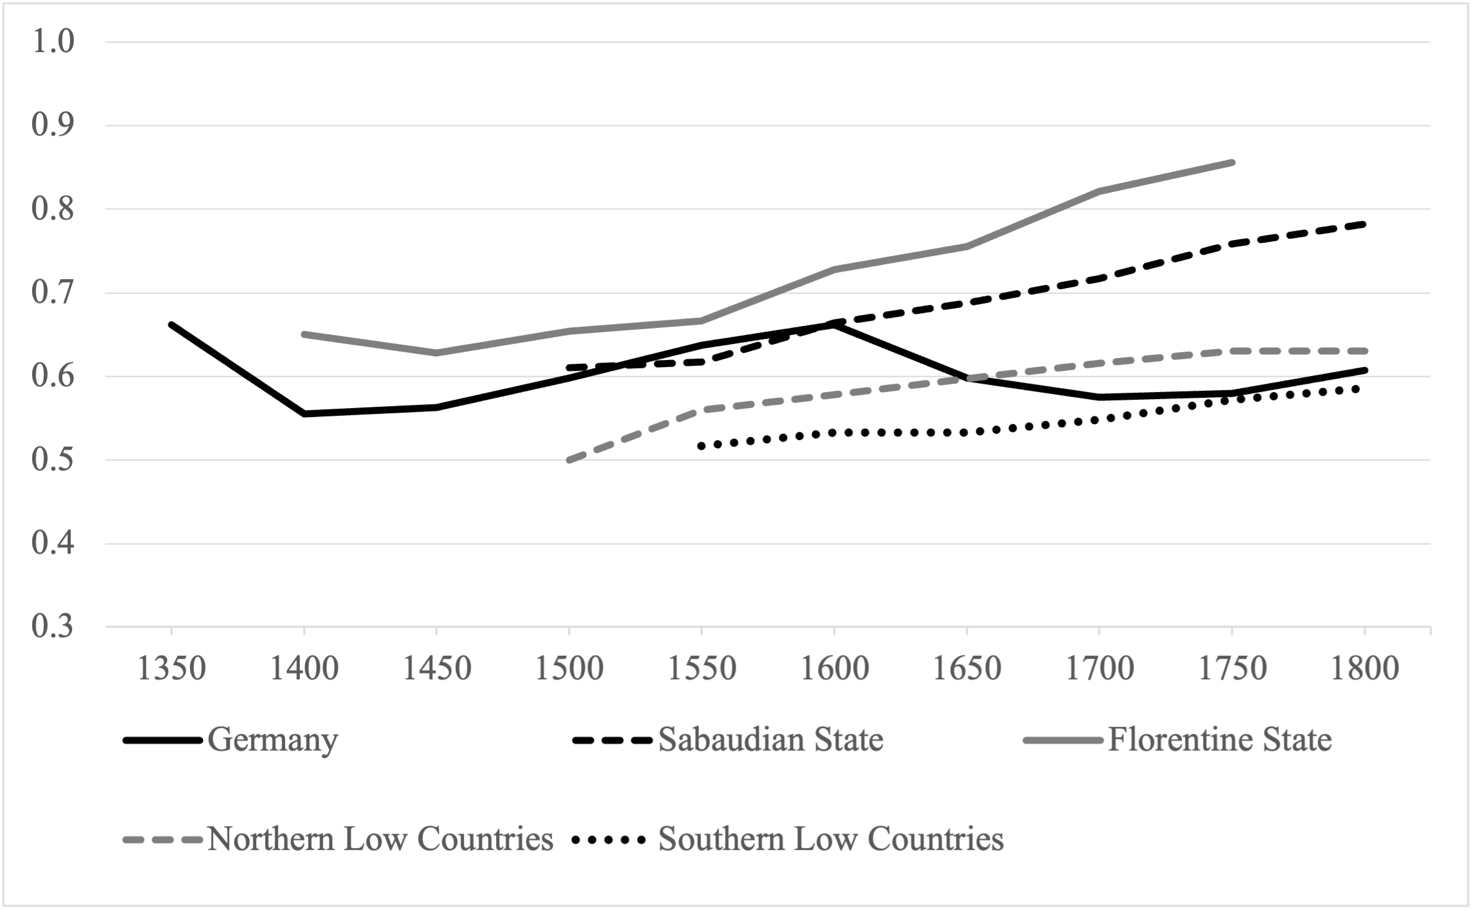 1.0
0.9
0.8
0.7
0.6
0.5
0.4
0.3
1350 1400 1450 1500 1550 1600 1650 1700 1750 1800
Germany Sabaudian State Florentine State
Northern Low Countries Southern Low Countries